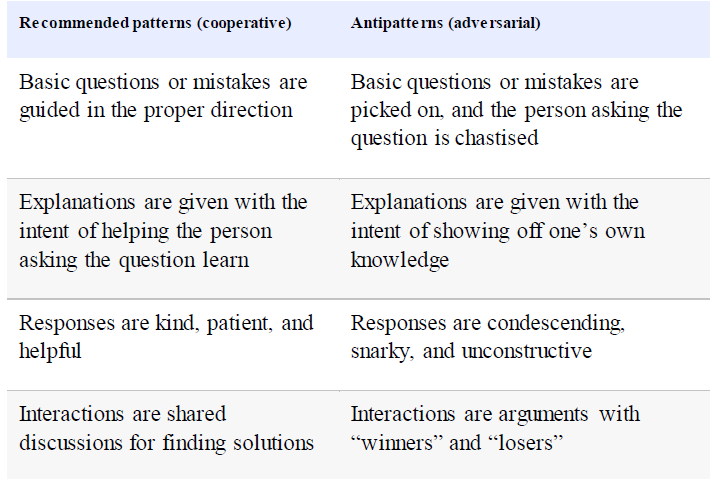 Recommended patterns (cooperative)
Antipatterns (adversarial)
Basic questions or mistakes are
guided in the proper direction
Basic questions or mistakes are
picked on, and the person asking the
question is chastised
Explanations are given with the
intent of helping the person
asking the question learn
Explanations are given with the
intent of showing off one’s own
knowledge
Responses are kind, patient, and
helpful
Responses are condescending,
snarky, and unconstructive
Interactions are shared
discussions for finding solutions
Interactions are arguments with
“winners” and “losers”